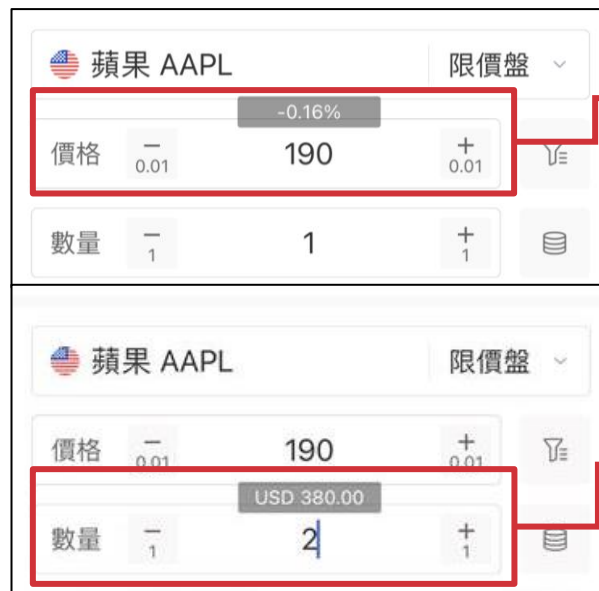 蘋果 AAPL 限價盤
-0.16%
價格 − 190 +
0.01 0.01
數量 − 1 +
1 1
蘋果 AAPL 限價盤
價格 − 190 +
0.01 0.01
USD 380.00
數量 − 2 +
1 1